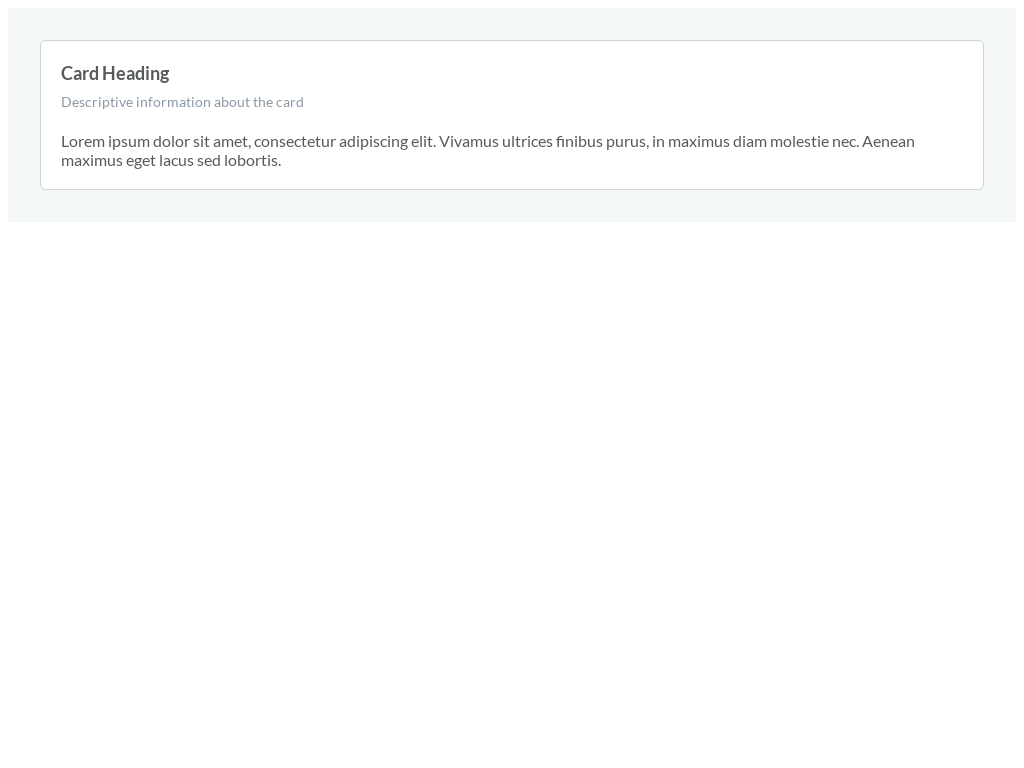 Card Heading
Descriptive information about the card
Lorem ipsum dolor sit amet, consectetur adipiscing elit. Vivamus ultrices finibus purus, in maximus diam molestie nec. Aenean
maximus eget lacus sed lobortis.